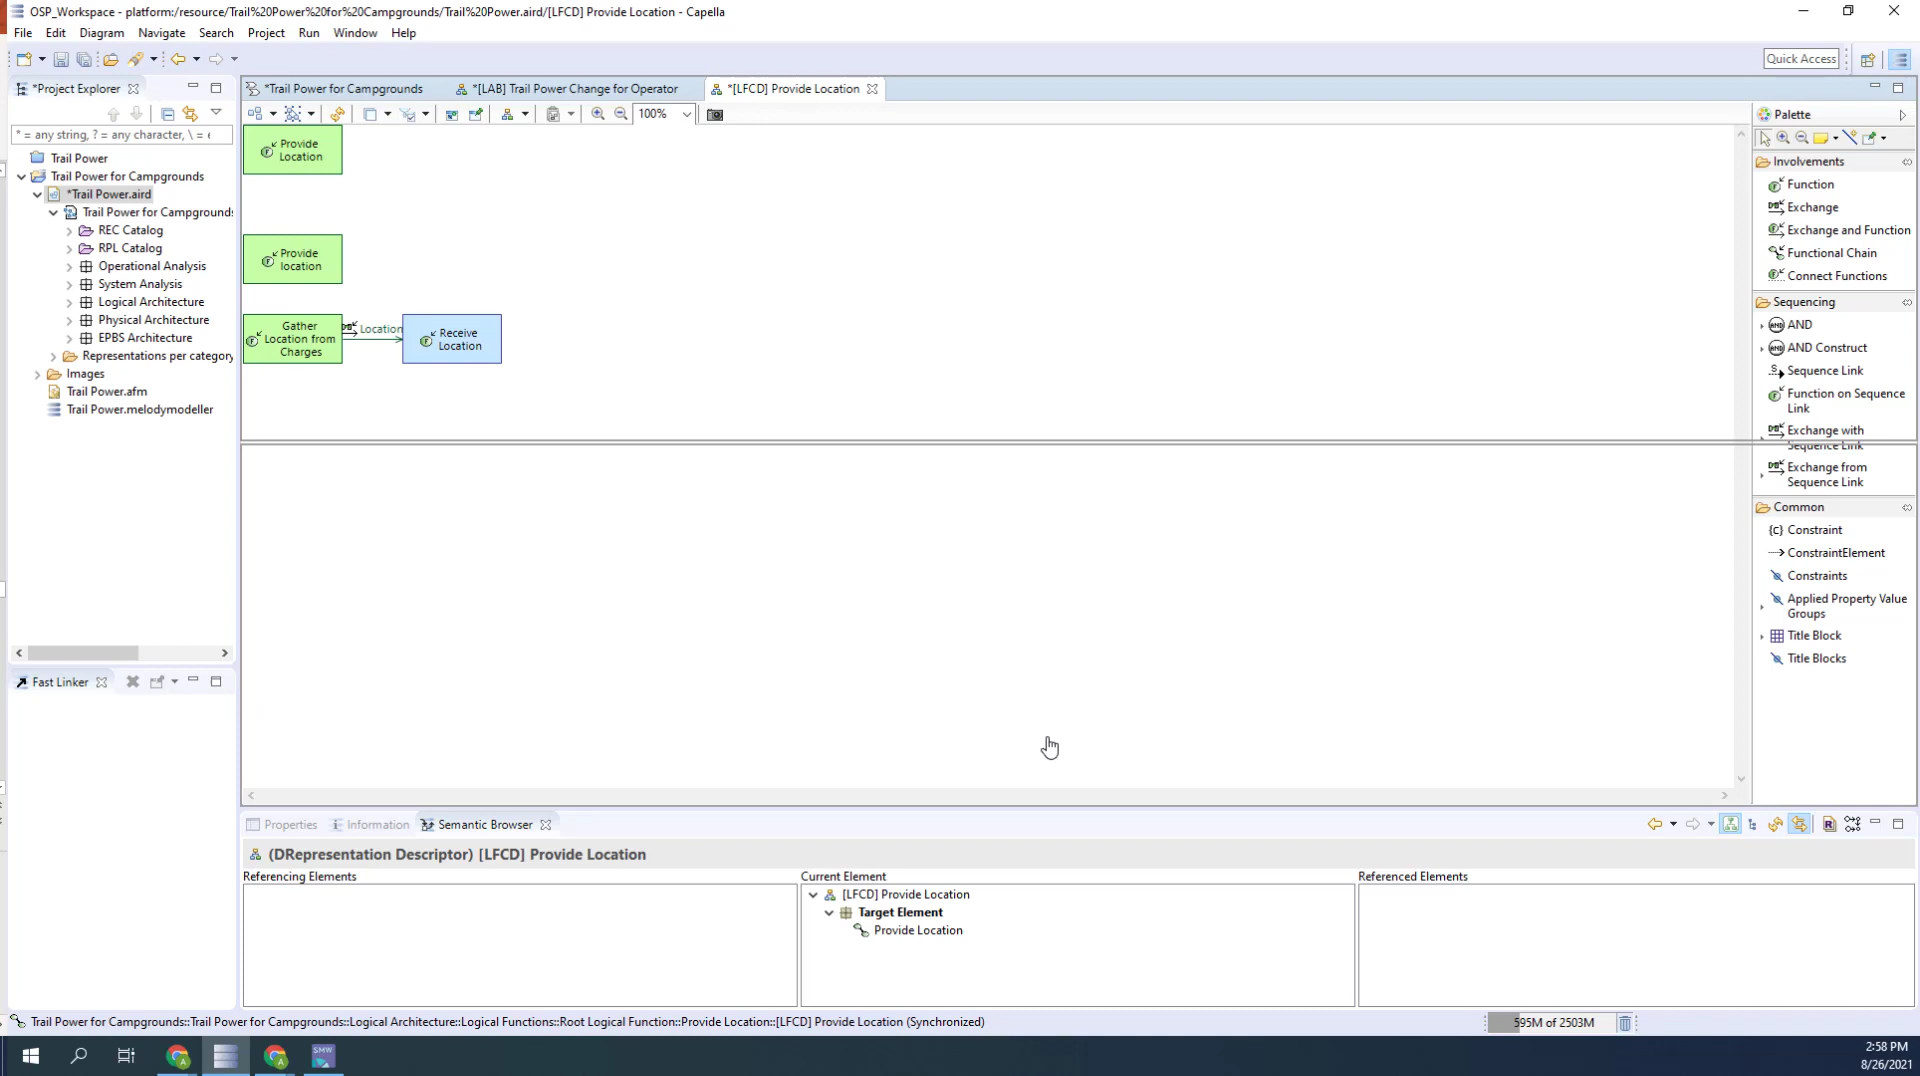 OSP_Workspace - platform:/resource/Trail%20Power%20for%20Campgrounds/Trail%20Power.aird/[LFCD] Provide Location - Capella
File Edit Diagram Navigate Search Project Run Window Help
Quick Access
*Project Explorer
*Trail Power for Campgrounds
*[LAB] Trail Power Change for Operator
*[LFCD] Provide Location
100%
* = any string, ? = any character, \ = e
Trail Power
Trail Power for Campgrounds
*Trail Power.aird
Trail Power for Campgrounds
REC Catalog
RPL Catalog
Operational Analysis
System Analysis
Logical Architecture
Physical Architecture
EPBS Architecture
Representations per category
Images
Trail Power.afm
Trail Power.melodymodeller
Provide
Location
Provide
location
Gather
Location from
Charges
Location
Receive
Location
Palette
Involvements
Function
Exchange
Exchange and Function
Functional Chain
Connect Functions
Sequencing
AND
AND Construct
Sequence Link
Function on Sequence
Link
Exchange with
Sequence Link
Exchange from
Sequence Link
Common
{c} Constraint
ConstraintElement
Constraints
Applied Property Value
Groups
Title Block
Title Blocks
Fast Linker
Properties Information Semantic Browser
(DRepresentation Descriptor) [LFCD] Provide Location
Referencing Elements
Current Element
Referenced Elements
[LFCD] Provide Location
Target Element
Provide Location
Trail Power for Campgrounds::Trail Power for Campgrounds::Logical Architecture::Logical Functions::Root Logical Function::Provide Location::[LFCD] Provide Location (Synchronized)
595M of 2503M
SMW
2:58 PM
8/26/2021